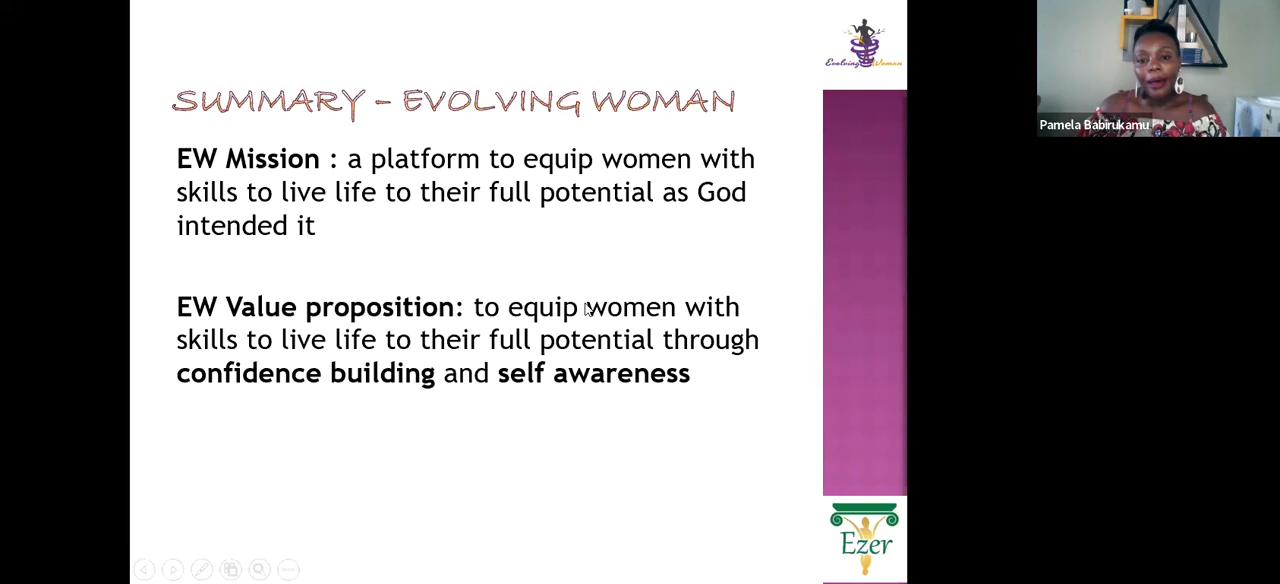 Evolving Woman
SUMMARY – EVOLVING WOMAN
EW Mission : a platform to equip women with
skills to live life to their full potential as God
intended it
EW Value proposition: to equip women with
skills to live life to their full potential through
confidence building and self awareness
Ezer
Pamela Babirukamu